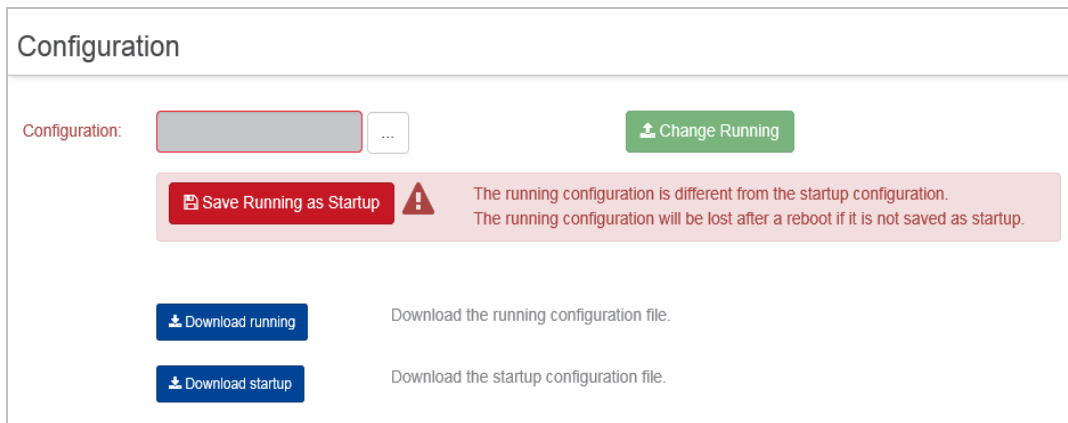 Configuration
Configuration:
...
Change Running
Save Running as Startup
The running configuration is different from the startup configuration.
The running configuration will be lost after a reboot if it is not saved as startup.
Download running
Download the running configuration file.
Download startup
Download the startup configuration file.